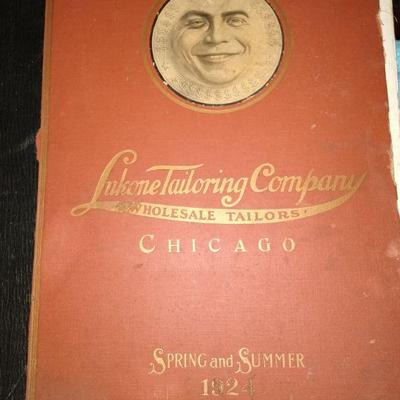 Lukone Tailoring Company
WHOLESALE TAILORS
CHICAGO
SPRING and SUMMER
1924